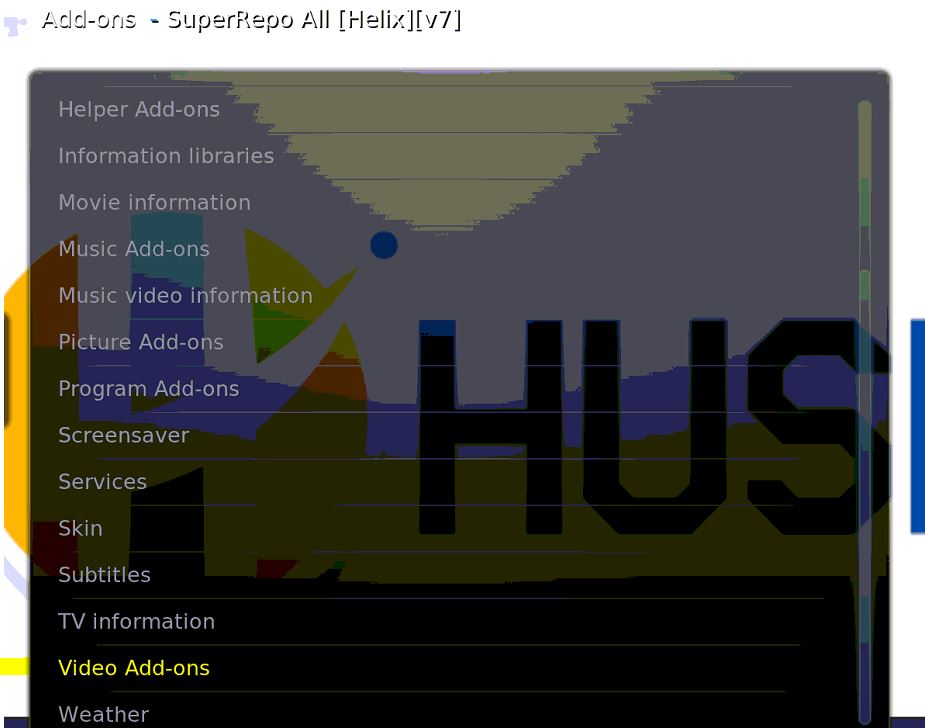 Add-ons - SuperRepo All [Helix][v7]
Helper Add-ons
Information libraries
Movie information
Music Add-ons
Music video information
Picture Add-ons
Program Add-ons
Screensaver
Services
Skin
Subtitles
TV information
Video Add-ons
Weather
HUS